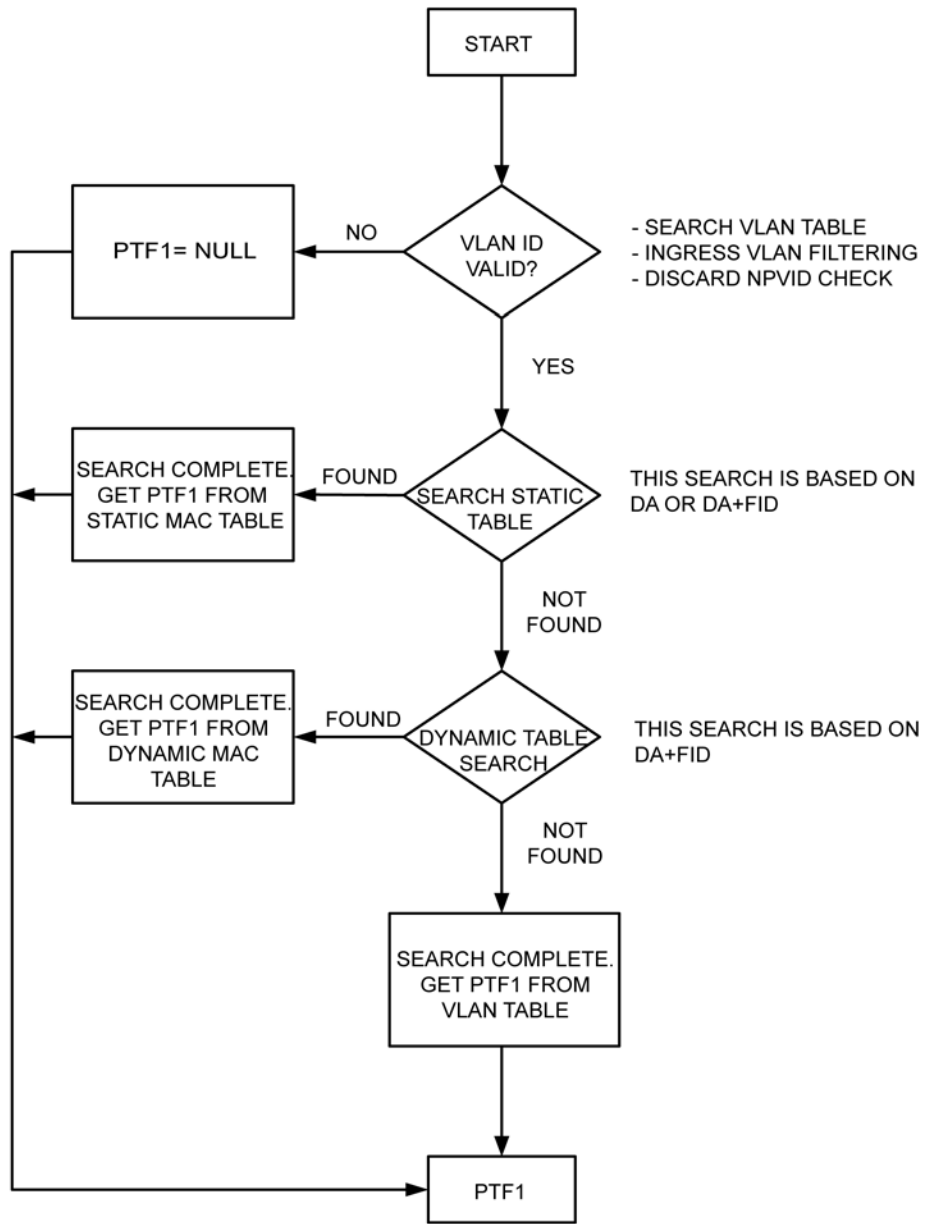 START
PTF1= NULL
NO
VLAN ID
VALID?
- SEARCH VLAN TABLE
- INGRESS VLAN FILTERING
- DISCARD NPVID CHECK
YES
SEARCH COMPLETE.
GET PTF1 FROM
STATIC MAC TABLE
FOUND
SEARCH STATIC
TABLE
THIS SEARCH IS BASED ON
DA OR DA+FID
NOT
FOUND
SEARCH COMPLETE.
GET PTF1 FROM
DYNAMIC MAC
TABLE
FOUND
DYNAMIC TABLE
SEARCH
THIS SEARCH IS BASED ON
DA+FID
NOT
FOUND
SEARCH COMPLETE.
GET PTF1 FROM
VLAN TABLE
PTF1